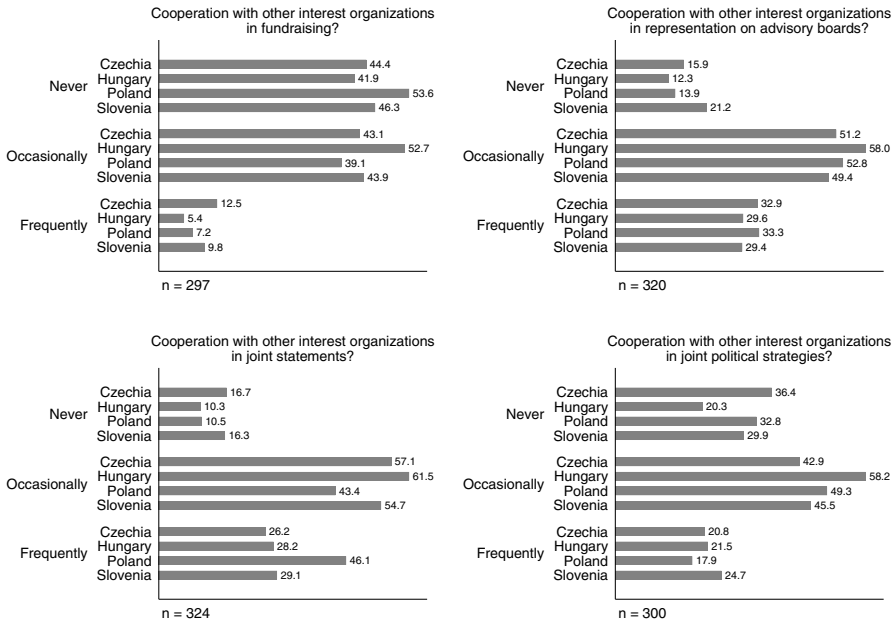 Cooperation with other interest organizations
in fundraising?
Never
Czechia 44.4
Hungary 41.9
Poland 53.6
Slovenia 46.3
Occasionally
Czechia 43.1
Hungary 52.7
Poland 39.1
Slovenia 43.9
Frequently
Czechia 12.5
Hungary 5.4
Poland 7.2
Slovenia 9.8
n = 297
Cooperation with other interest organizations
in representation on advisory boards?
Never
Czechia 15.9
Hungary 12.3
Poland 13.9
Slovenia 21.2
Occasionally
Czechia 51.2
Hungary 58.0
Poland 52.8
Slovenia 49.4
Frequently
Czechia 32.9
Hungary 29.6
Poland 33.3
Slovenia 29.4
n = 320
Cooperation with other interest organizations
in joint statements?
Never
Czechia 16.7
Hungary 10.3
Poland 10.5
Slovenia 16.3
Occasionally
Czechia 57.1
Hungary 61.5
Poland 43.4
Slovenia 54.7
Frequently
Czechia 26.2
Hungary 28.2
Poland 46.1
Slovenia 29.1
n = 324
Cooperation with other interest organizations
in joint political strategies?
Never
Czechia 36.4
Hungary 20.3
Poland 32.8
Slovenia 29.9
Occasionally
Czechia 42.9
Hungary 58.2
Poland 49.3
Slovenia 45.5
Frequently
Czechia 20.8
Hungary 21.5
Poland 17.9
Slovenia 24.7
n = 300